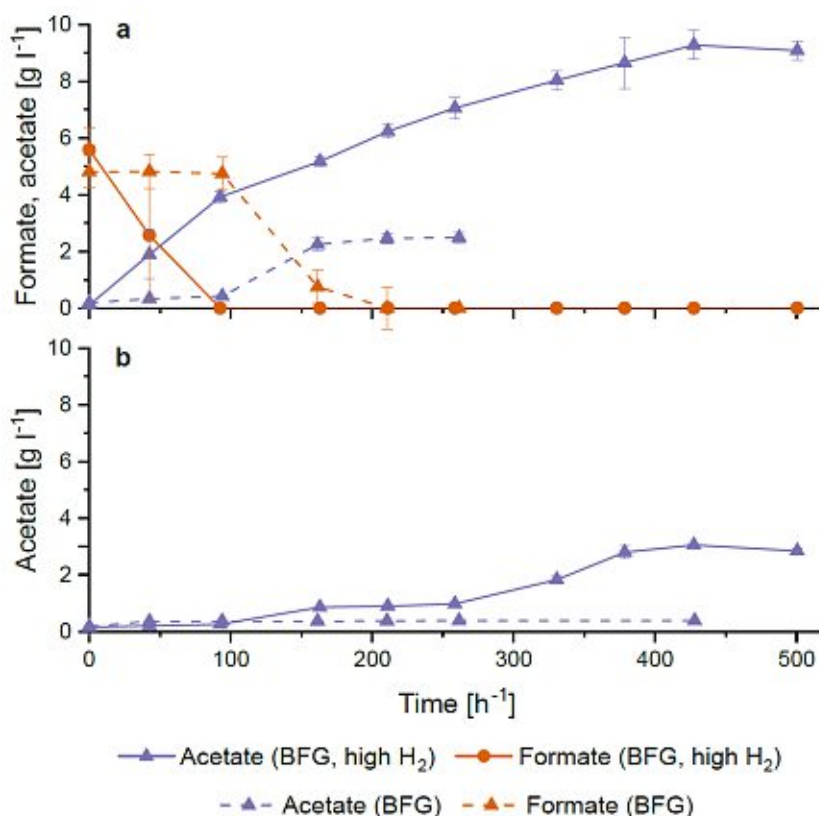 a
10
8
6
4
2
0
Formate, acetate [g l⁻¹]
b
10
8
6
4
2
0
Acetate [g l⁻¹]
0 100 200 300 400 500
Time [h⁻¹]
Acetate (BFG, high H₂) Formate (BFG, high H₂)
Acetate (BFG) Formate (BFG)